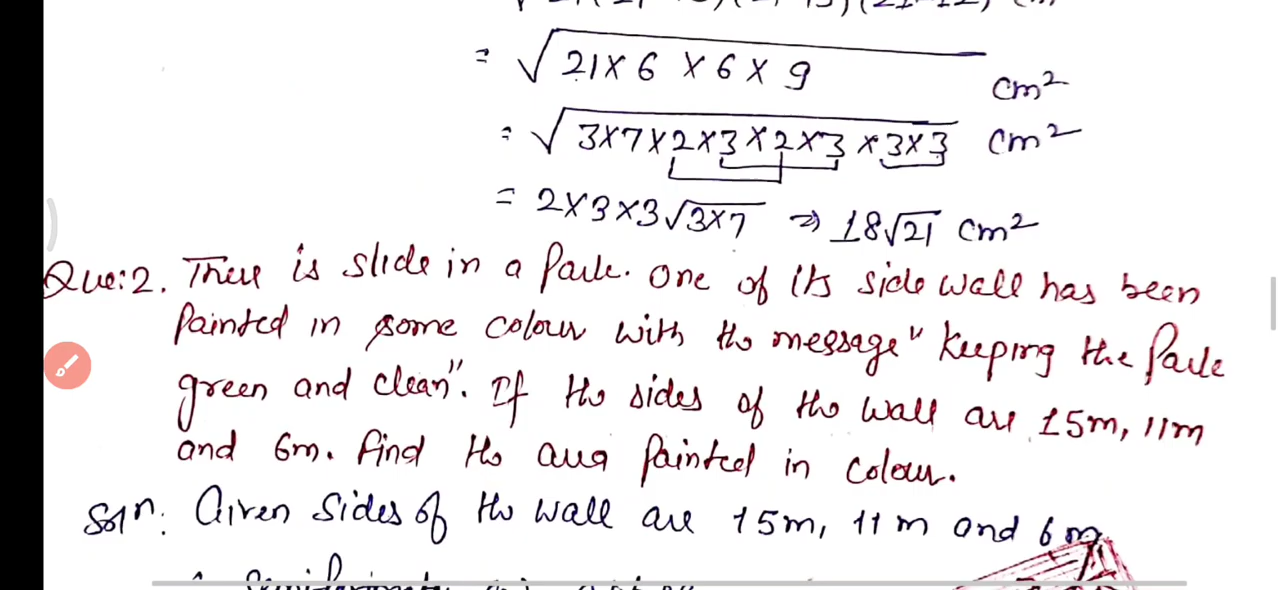 = √21×6×6×9 cm²
= √3×7×2×3×2×3×3×3 cm²
= 2×3×3√3×7 ⇒ 18√21 cm²
Que:2. There is slide in a Park. One of its side wall has been
Painted in some colour with the message "Keeping the Park
green and clean". If the sides of the wall are 15m, 11m
and 6m. Find the area Painted in colour.
Solⁿ: Given sides of the wall are 15m, 11m and 6m